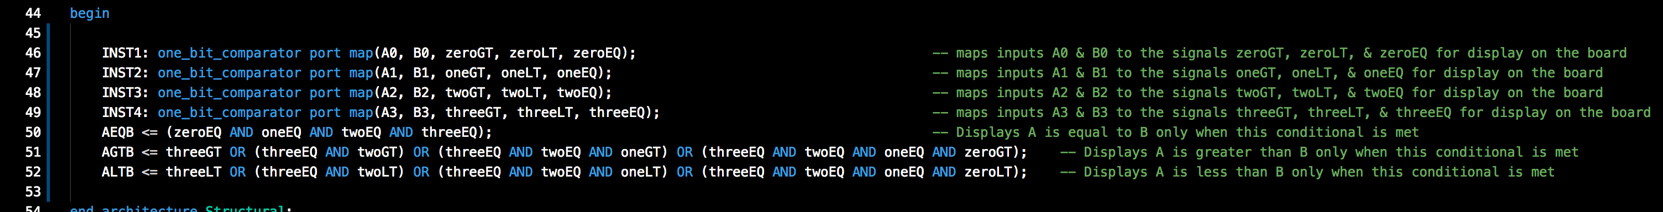 44 begin
45
46 INST1: one_bit_comparator port map(A0, B0, zeroGT, zeroLT, zeroEQ); -- maps inputs A0 & B0 to the signals zeroGT, zeroLT, & zeroEQ for display on the board
47 INST2: one_bit_comparator port map(A1, B1, oneGT, oneLT, oneEQ); -- maps inputs A1 & B1 to the signals oneGT, oneLT, & oneEQ for display on the board
48 INST3: one_bit_comparator port map(A2, B2, twoGT, twoLT, twoEQ); -- maps inputs A2 & B2 to the signals twoGT, twoLT, & twoEQ for display on the board
49 INST4: one_bit_comparator port map(A3, B3, threeGT, threeLT, threeEQ); -- maps inputs A3 & B3 to the signals threeGT, threeLT, & threeEQ for display on the board
50 AEQB <= (zeroEQ AND oneEQ AND twoEQ AND threeEQ); -- Displays A is equal to B only when this conditional is met
51 AGTB <= threeGT OR (threeEQ AND twoGT) OR (threeEQ AND twoEQ AND oneGT) OR (threeEQ AND twoEQ AND oneEQ AND zeroGT); -- Displays A is greater than B only when this conditional is met
52 ALTB <= threeLT OR (threeEQ AND twoLT) OR (threeEQ AND twoEQ AND oneLT) OR (threeEQ AND twoEQ AND oneEQ AND zeroLT); -- Displays A is less than B only when this conditional is met
53
54 end architecture Structural;